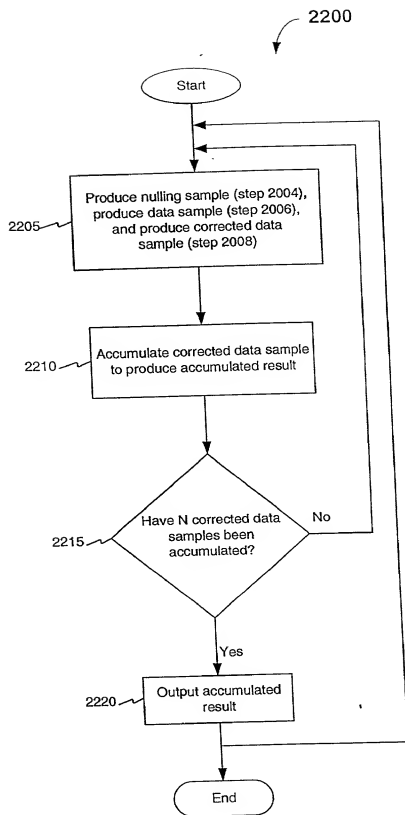 2200
Start
Produce nulling sample (step 2004),
produce data sample (step 2006),
and produce corrected data
sample (step 2008)
2205
Accumulate corrected data sample
to produce accumulated result
2210
Have N corrected data
samples been
accumulated?
2215
No
Yes
Output accumulated
result
2220
End